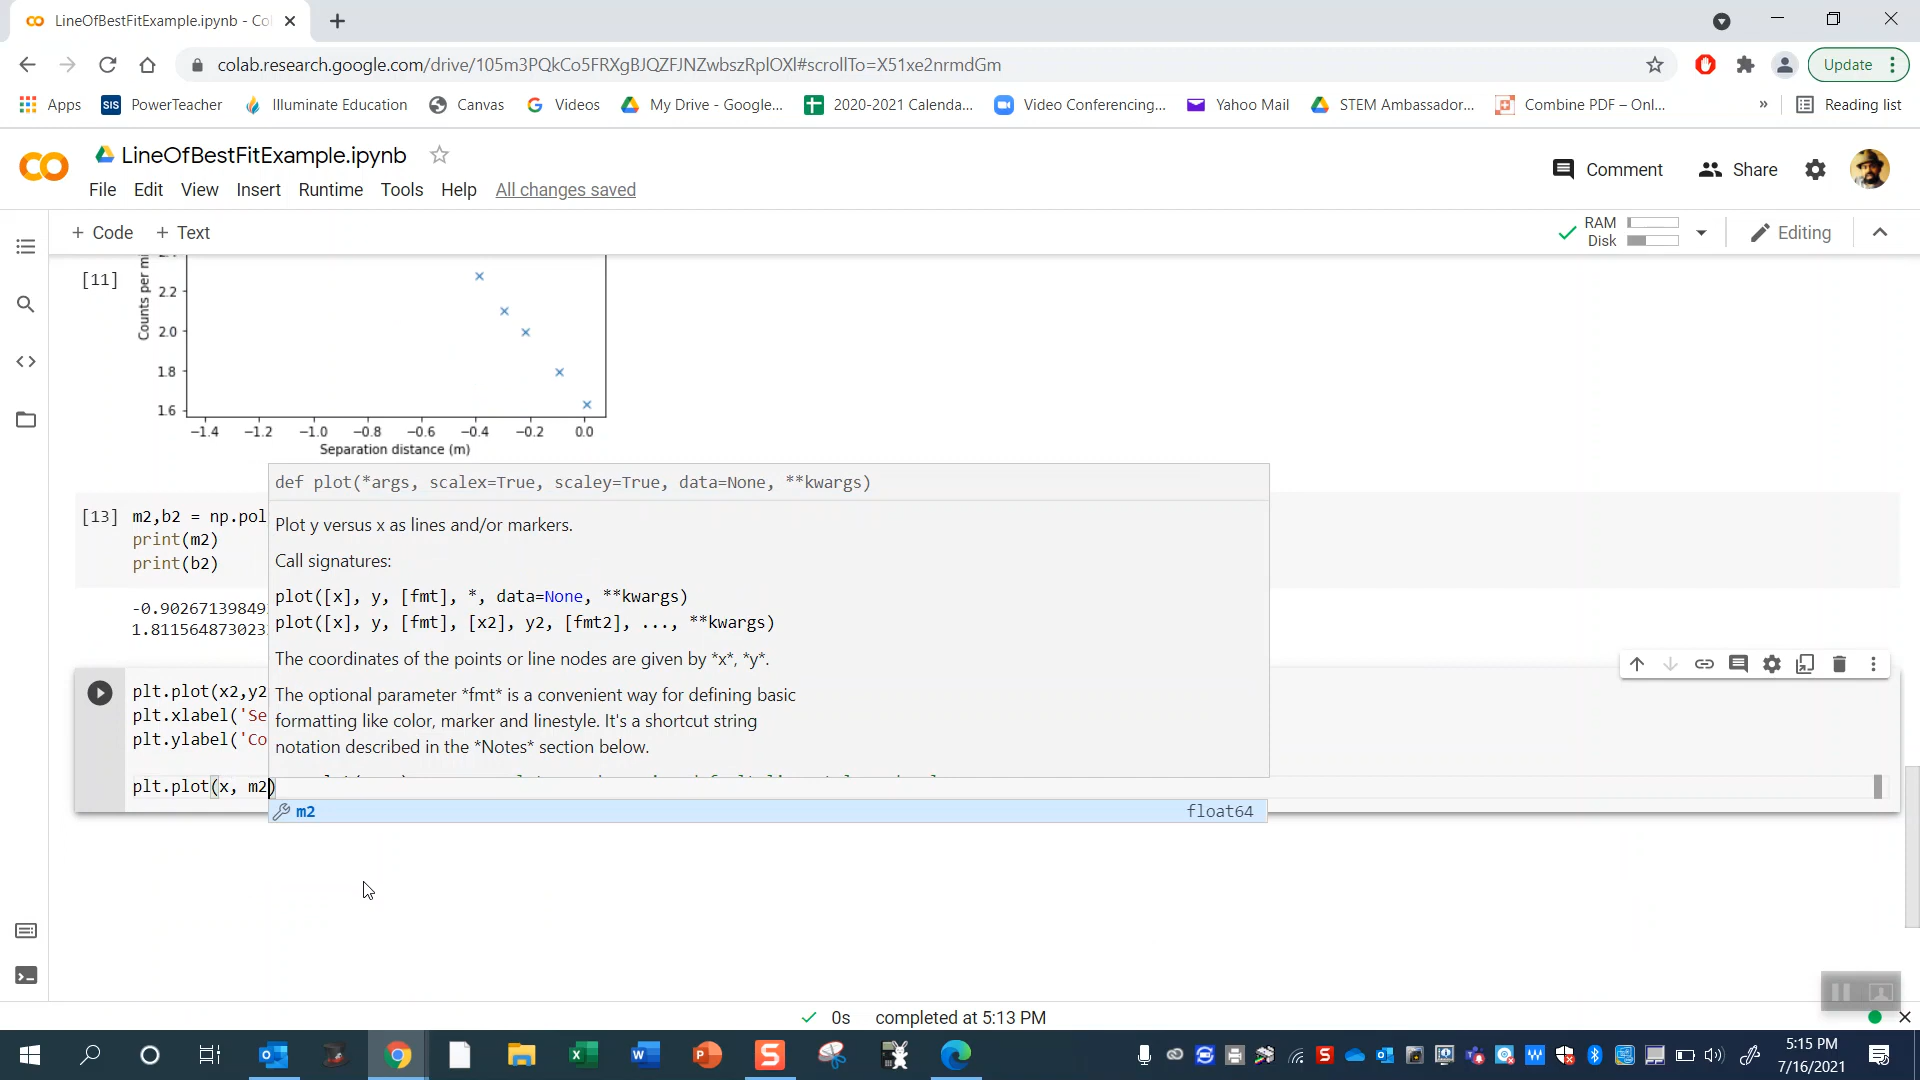 LineOfBestFitExample.ipynb - Co
colab.research.google.com/drive/105m3PQkCo5FRXgBJQZFJNZwbszRplOXl#scrollTo=X51xe2nrmdGm
Update
Apps
SIS
PowerTeacher
Illuminate Education
Canvas
Videos
My Drive - Google...
2020-2021 Calenda...
Video Conferencing...
Yahoo Mail
STEM Ambassador...
Combine PDF – Onl...
»
Reading list
LineOfBestFitExample.ipynb
Comment
Share
File Edit View Insert Runtime Tools Help All changes saved
+ Code + Text
RAM
Disk
Editing
[11]
Counts per mi
2.2
2.0
1.8
1.6
−1.4 −1.2 −1.0 −0.8 −0.6 −0.4 −0.2 0.0
Separation distance (m)
def plot(*args, scalex=True, scaley=True, data=None, **kwargs)
[13] m2,b2 = np.pol
print(m2)
print(b2)
-0.90267139849
1.811564873023
Plot y versus x as lines and/or markers.
Call signatures:
plot([x], y, [fmt], *, data=None, **kwargs)
plot([x], y, [fmt], [x2], y2, [fmt2], ..., **kwargs)
The coordinates of the points or line nodes are given by *x*, *y*.
The optional parameter *fmt* is a convenient way for defining basic
formatting like color, marker and linestyle. It's a shortcut string
notation described in the *Notes* section below.
plt.plot(x2,y2
plt.xlabel('Se
plt.ylabel('Co
plt.plot(x, m2)
m2 float64
0s completed at 5:13 PM
5:15 PM
7/16/2021